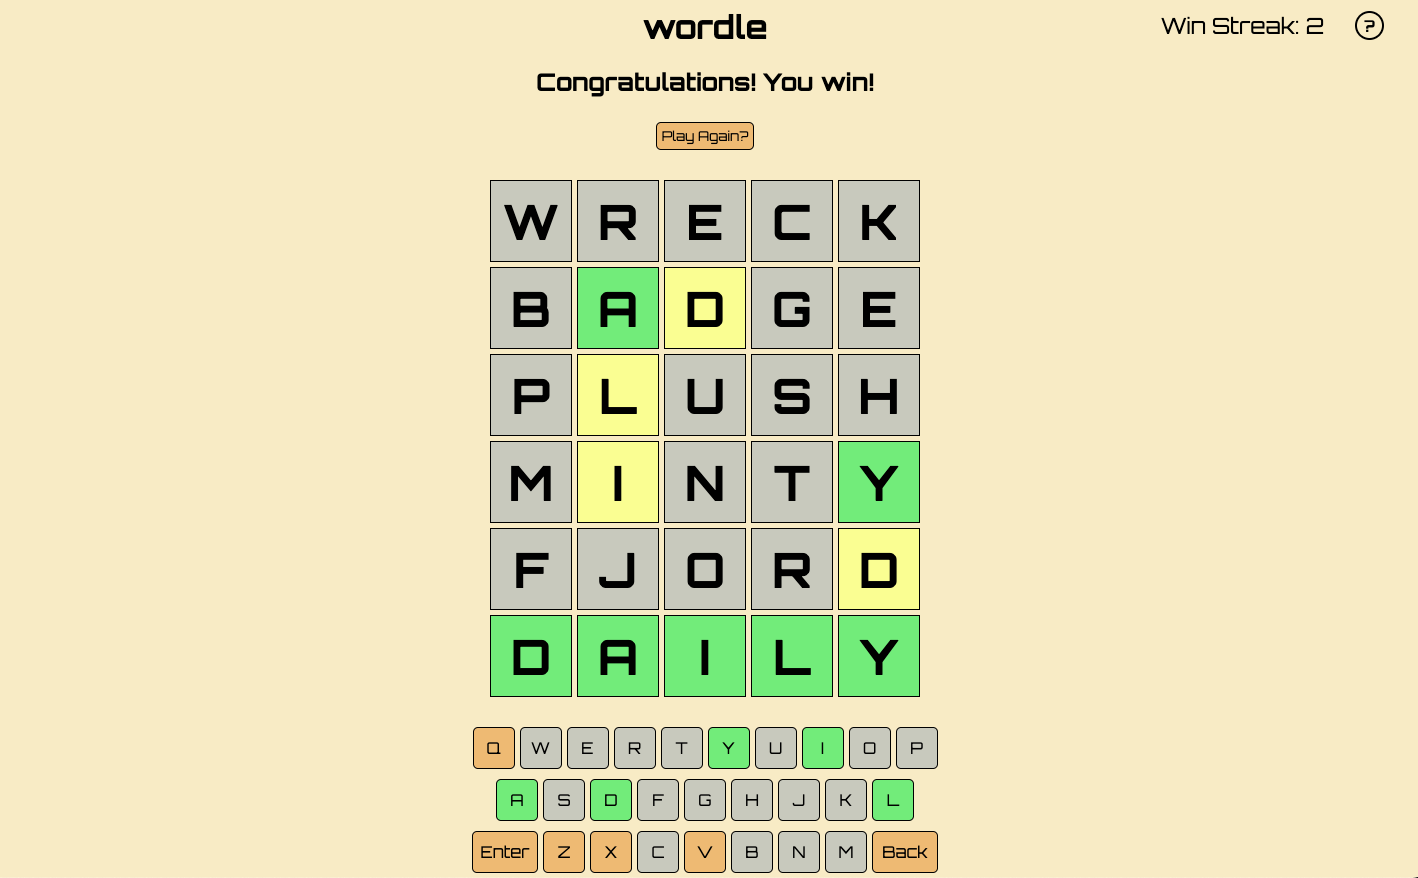 wordle
Win Streak: 2 ?
Congratulations! You win!
Play Again?
W R E C K
B A D G E
P L U S H
M I N T Y
F J O R D
D A I L Y
Q W E R T Y U I O P
A S D F G H J K L
Enter Z X C V B N M Back